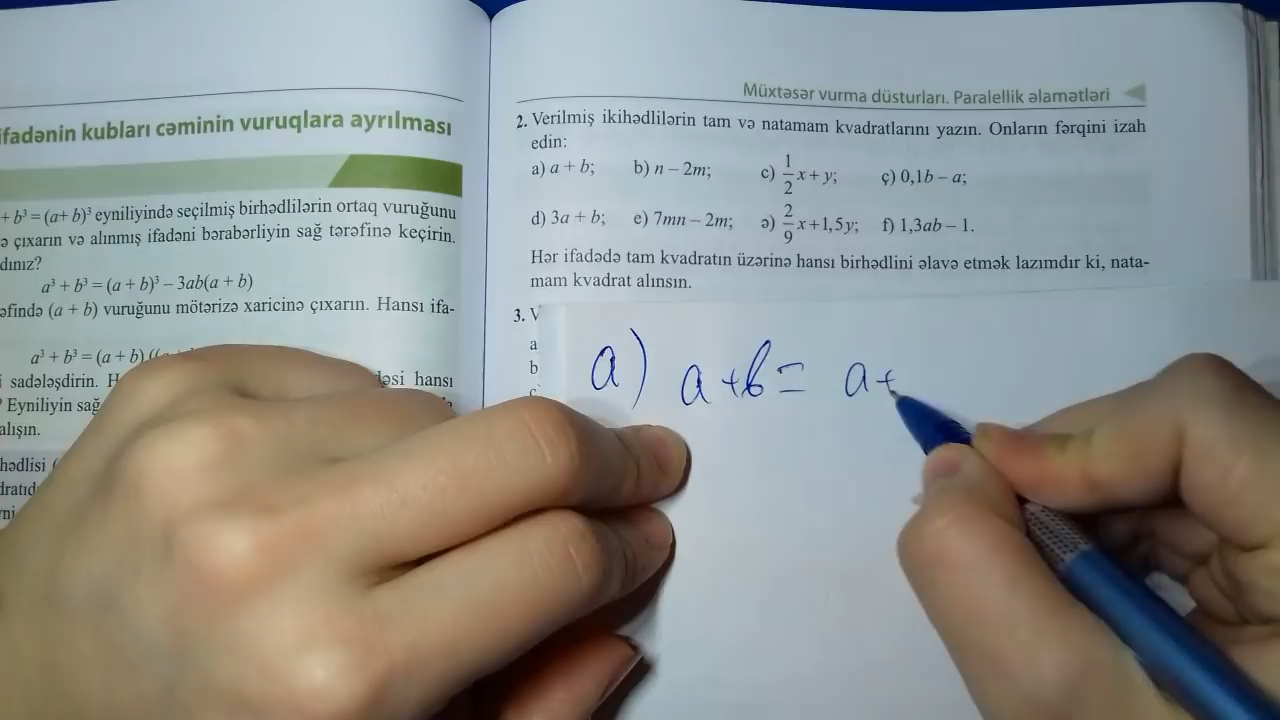 ifadənin kubları cəminin vuruqlara ayrılması
+ b³ = (a+ b)³ eyniliyində seçilmiş birhədlilərin ortaq vuruğunu
ə çıxarın və alınmış ifadəni bərabərliyin sağ tərəfinə keçirin.
dınız?
a³ + b³ = (a + b)³ – 3ab(a + b)
əfində (a + b) vuruğunu mötərizə xaricinə çıxarın. Hansı ifa-
a³ + b³ = (a + b)
sadələşdirin. hansı
Eyniliyin sağ
alışın.
Müxtəsər vurma düsturları. Paralellik əlamətləri
2. Verilmiş ikihədlilərin tam və natamam kvadratlarını yazın. Onların fərqini izah
edin:
a) a + b; b) n – 2m; c) 1/2 x + y; ç) 0,1b – a;
d) 3a + b; e) 7mn – 2m; ə) 2/9 x + 1,5y; f) 1,3ab – 1.
Hər ifadədə tam kvadratın üzərinə hansı birhədlini əlavə etmək lazımdır ki, nata-
mam kvadrat alınsın.
3. V
a
b
a) a+b= a+